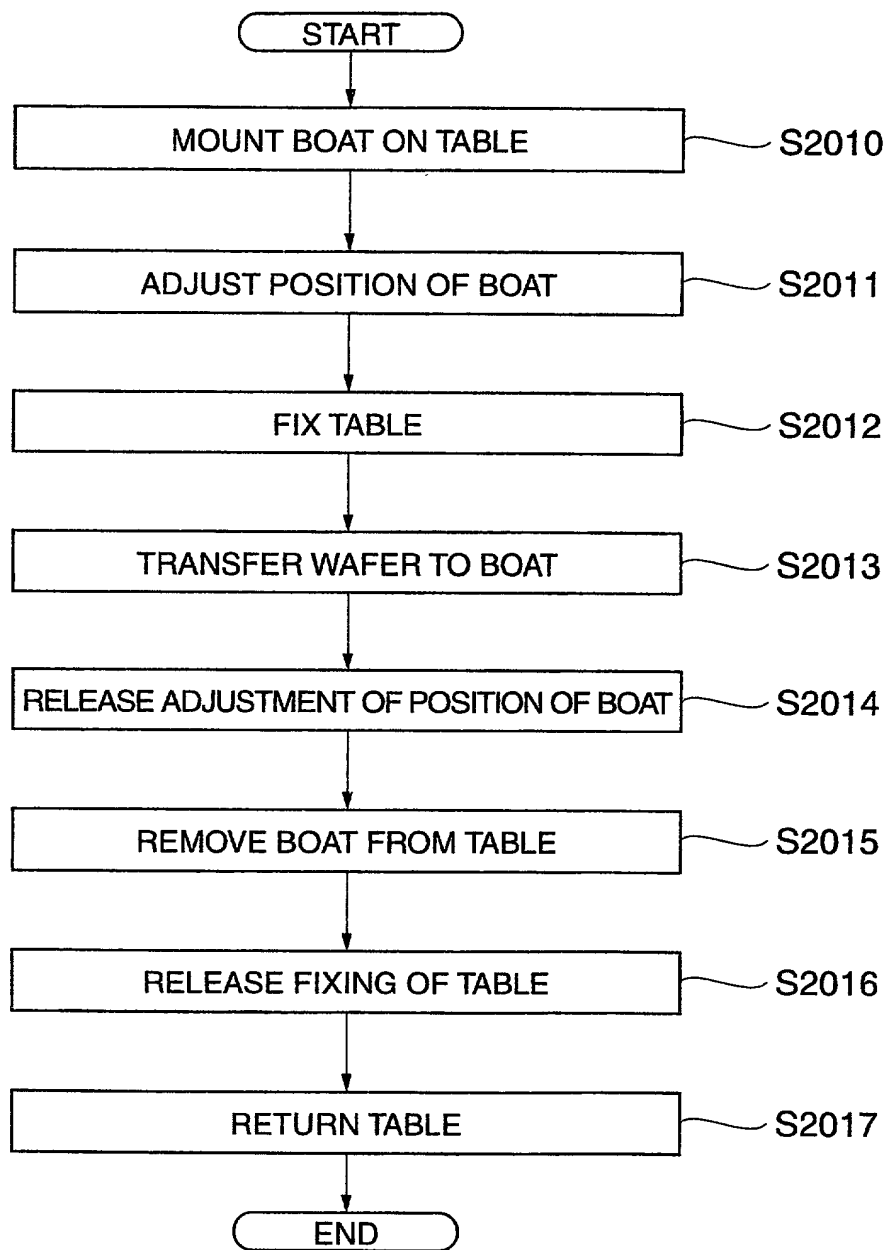 START
MOUNT BOAT ON TABLE S2010
ADJUST POSITION OF BOAT S2011
FIX TABLE S2012
TRANSFER WAFER TO BOAT S2013
RELEASE ADJUSTMENT OF POSITION OF BOAT S2014
REMOVE BOAT FROM TABLE S2015
RELEASE FIXING OF TABLE S2016
RETURN TABLE S2017
END